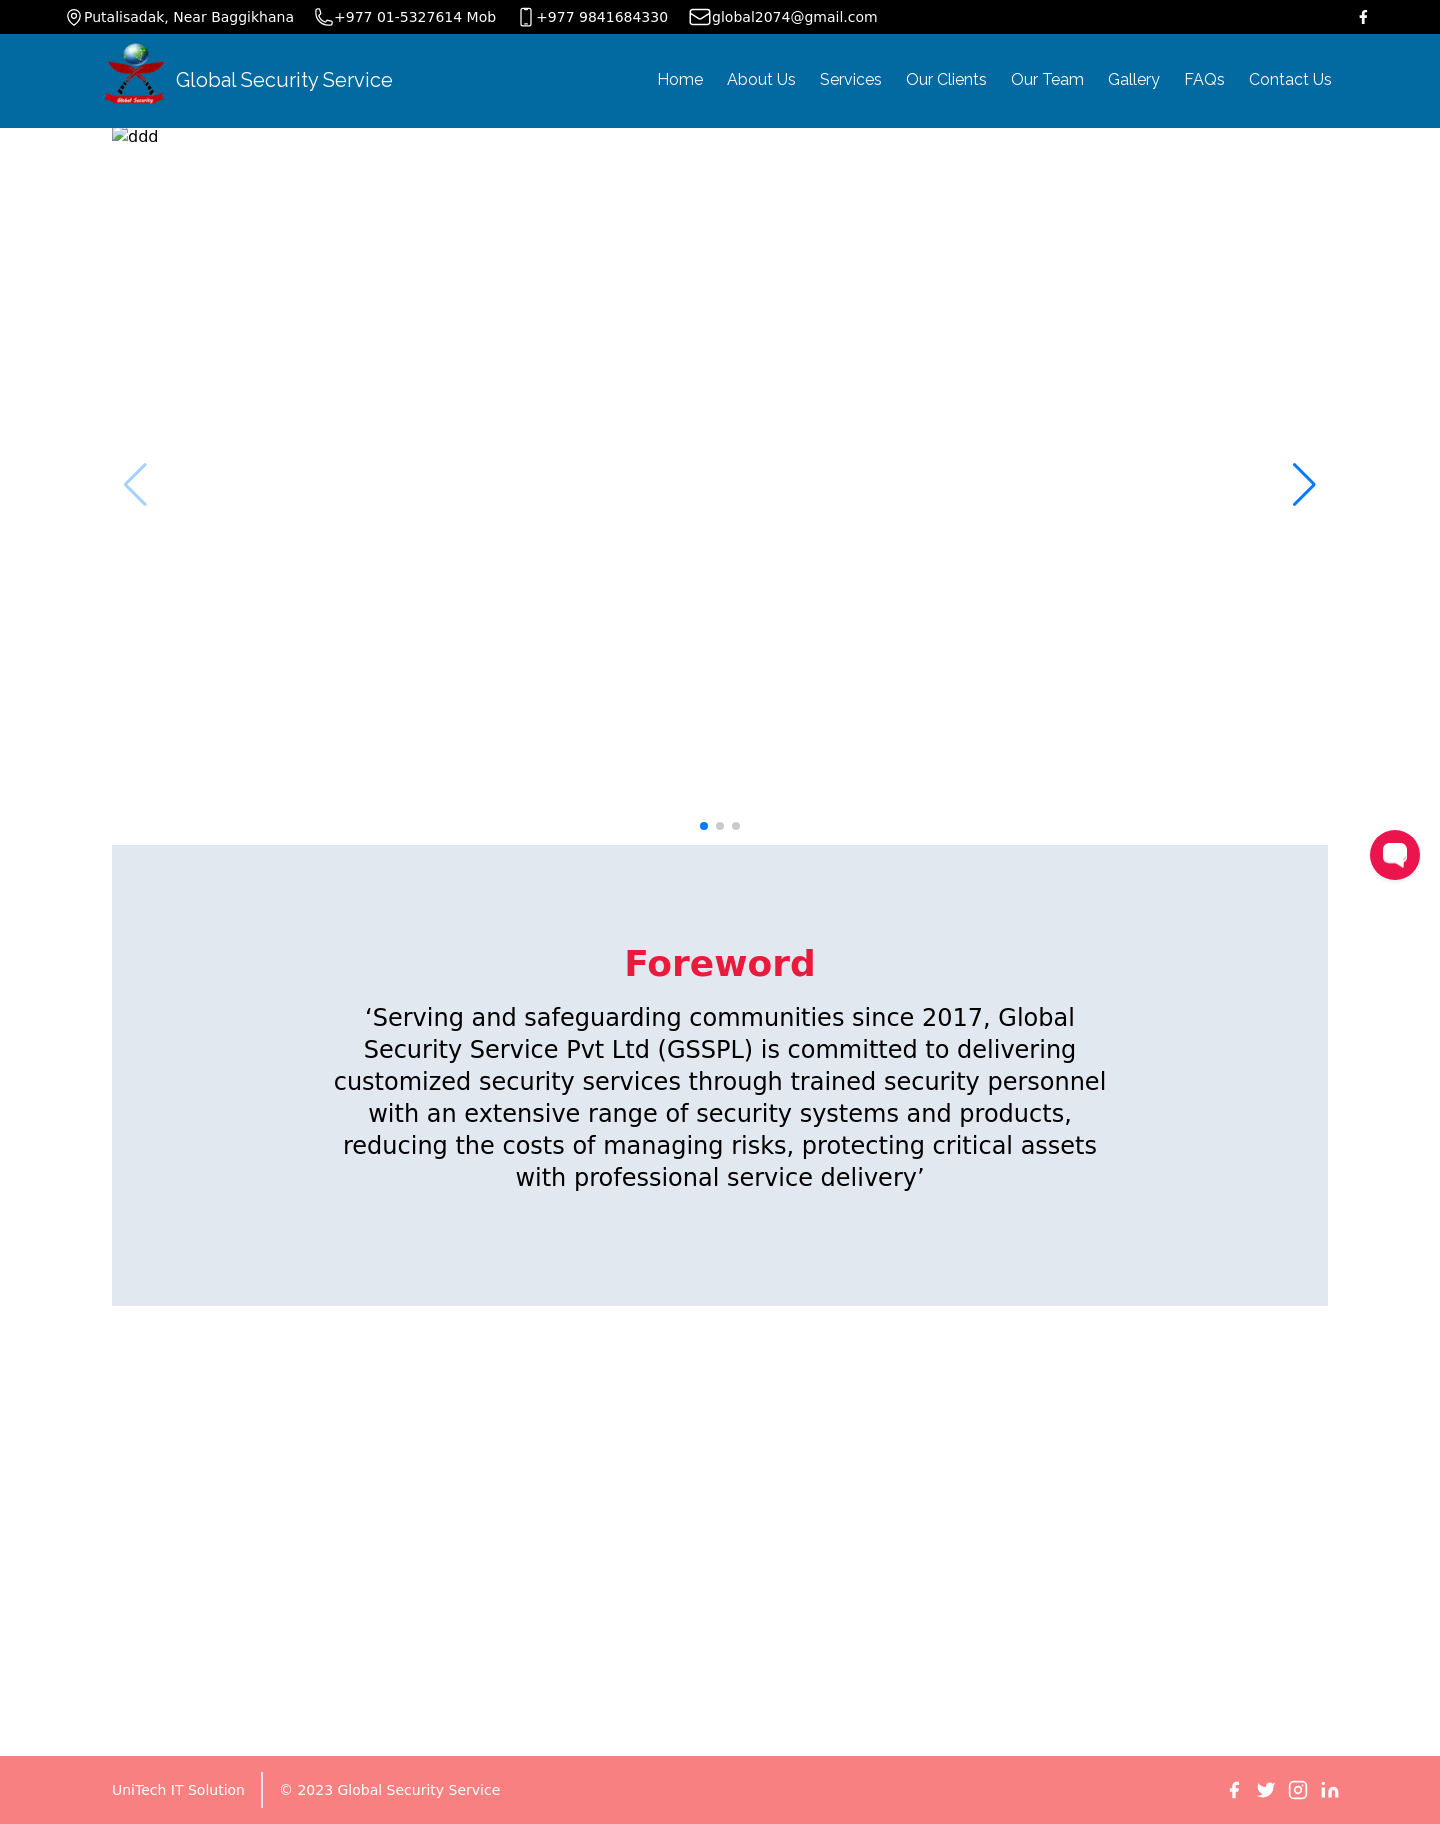 Putalisadak, Near Baggikhana +977 01-5327614 Mob +977 9841684330 global2074@gmail.com
Global Security
Global Security Service
Home About Us Services Our Clients Our Team Gallery FAQs Contact Us
ddd
Foreword
‘Serving and safeguarding communities since 2017, Global
Security Service Pvt Ltd (GSSPL) is committed to delivering
customized security services through trained security personnel
with an extensive range of security systems and products,
reducing the costs of managing risks, protecting critical assets
with professional service delivery’
UniTech IT Solution © 2023 Global Security Service